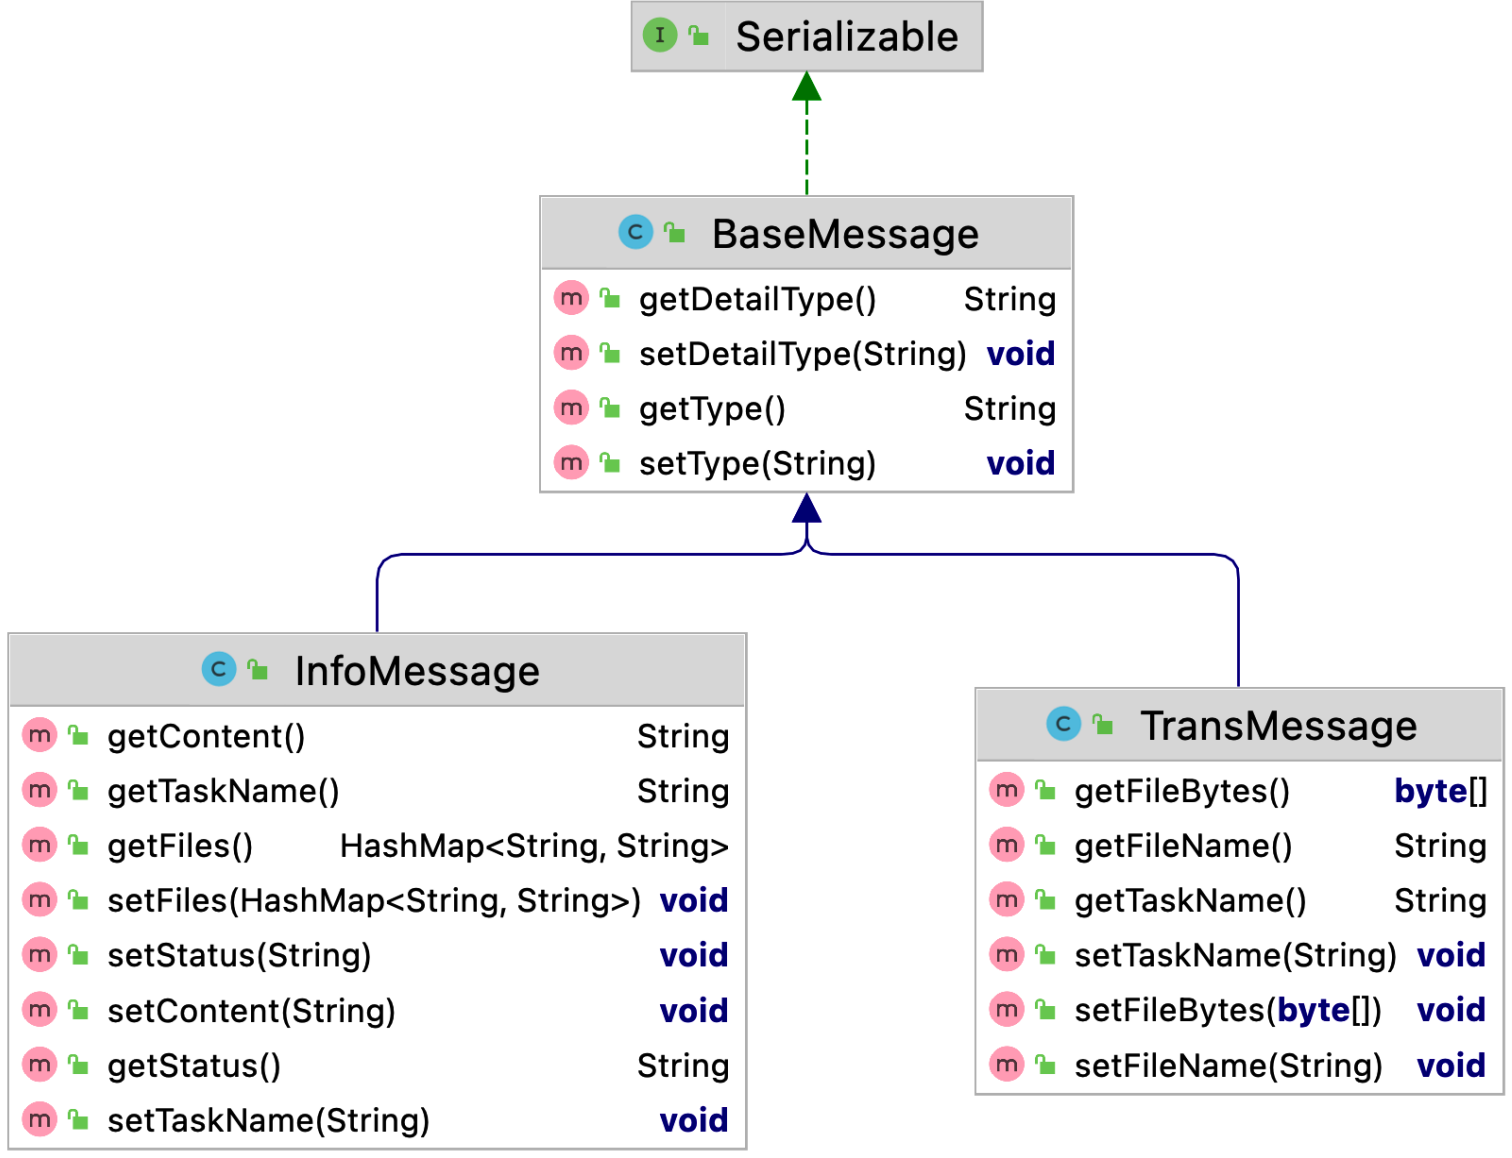 I Serializable
C BaseMessage
m getDetailType() String
m setDetailType(String) void
m getType() String
m setType(String) void
C InfoMessage
m getContent() String
m getTaskName() String
m getFiles() HashMap<String, String>
m setFiles(HashMap<String, String>) void
m setStatus(String) void
m setContent(String) void
m getStatus() String
m setTaskName(String) void
C TransMessage
m getFileBytes() byte[]
m getFileName() String
m getTaskName() String
m setTaskName(String) void
m setFileBytes(byte[]) void
m setFileName(String) void